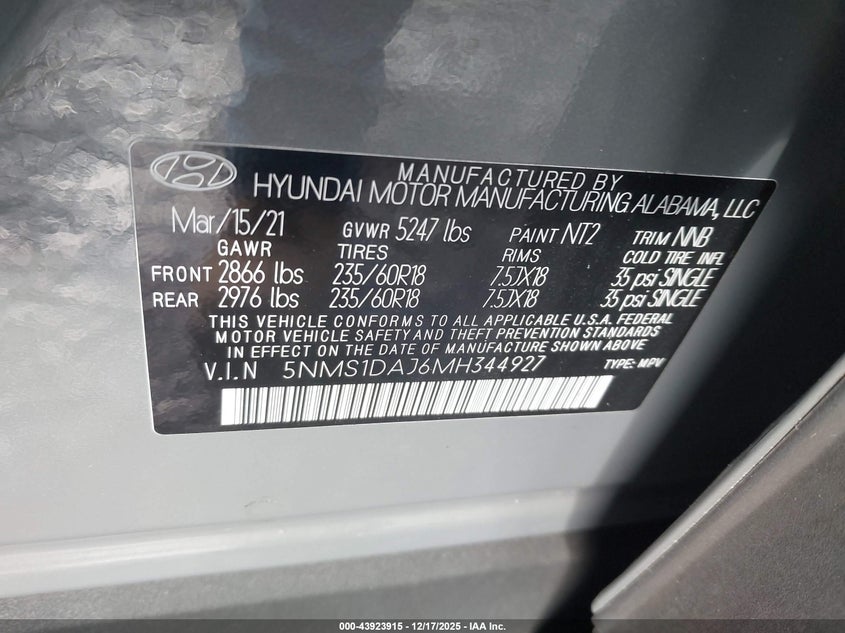 MANUFACTURED BY
HYUNDAI MOTOR MANUFACTURING ALABAMA, LLC
Mar/15/21 GVWR 5247 lbs PAINT NT2 TRIM NNB
GAWR TIRES RIMS COLD TIRE INFL
FRONT 2866 lbs 235/60R18 7.5JX18 35 psi SINGLE
REAR 2976 lbs 235/60R18 7.5JX18 35 psi SINGLE
THIS VEHICLE CONFORMS TO ALL APPLICABLE U.S.A. FEDERAL
MOTOR VEHICLE SAFETY AND THEFT PREVENTION STANDARDS
IN EFFECT ON THE DATE OF MANUFACTURE SHOWN ABOVE
V.I.N 5NMS1DAJ6MH344927 TYPE: MPV
000-43923915 - 12/17/2025 - IAA Inc.